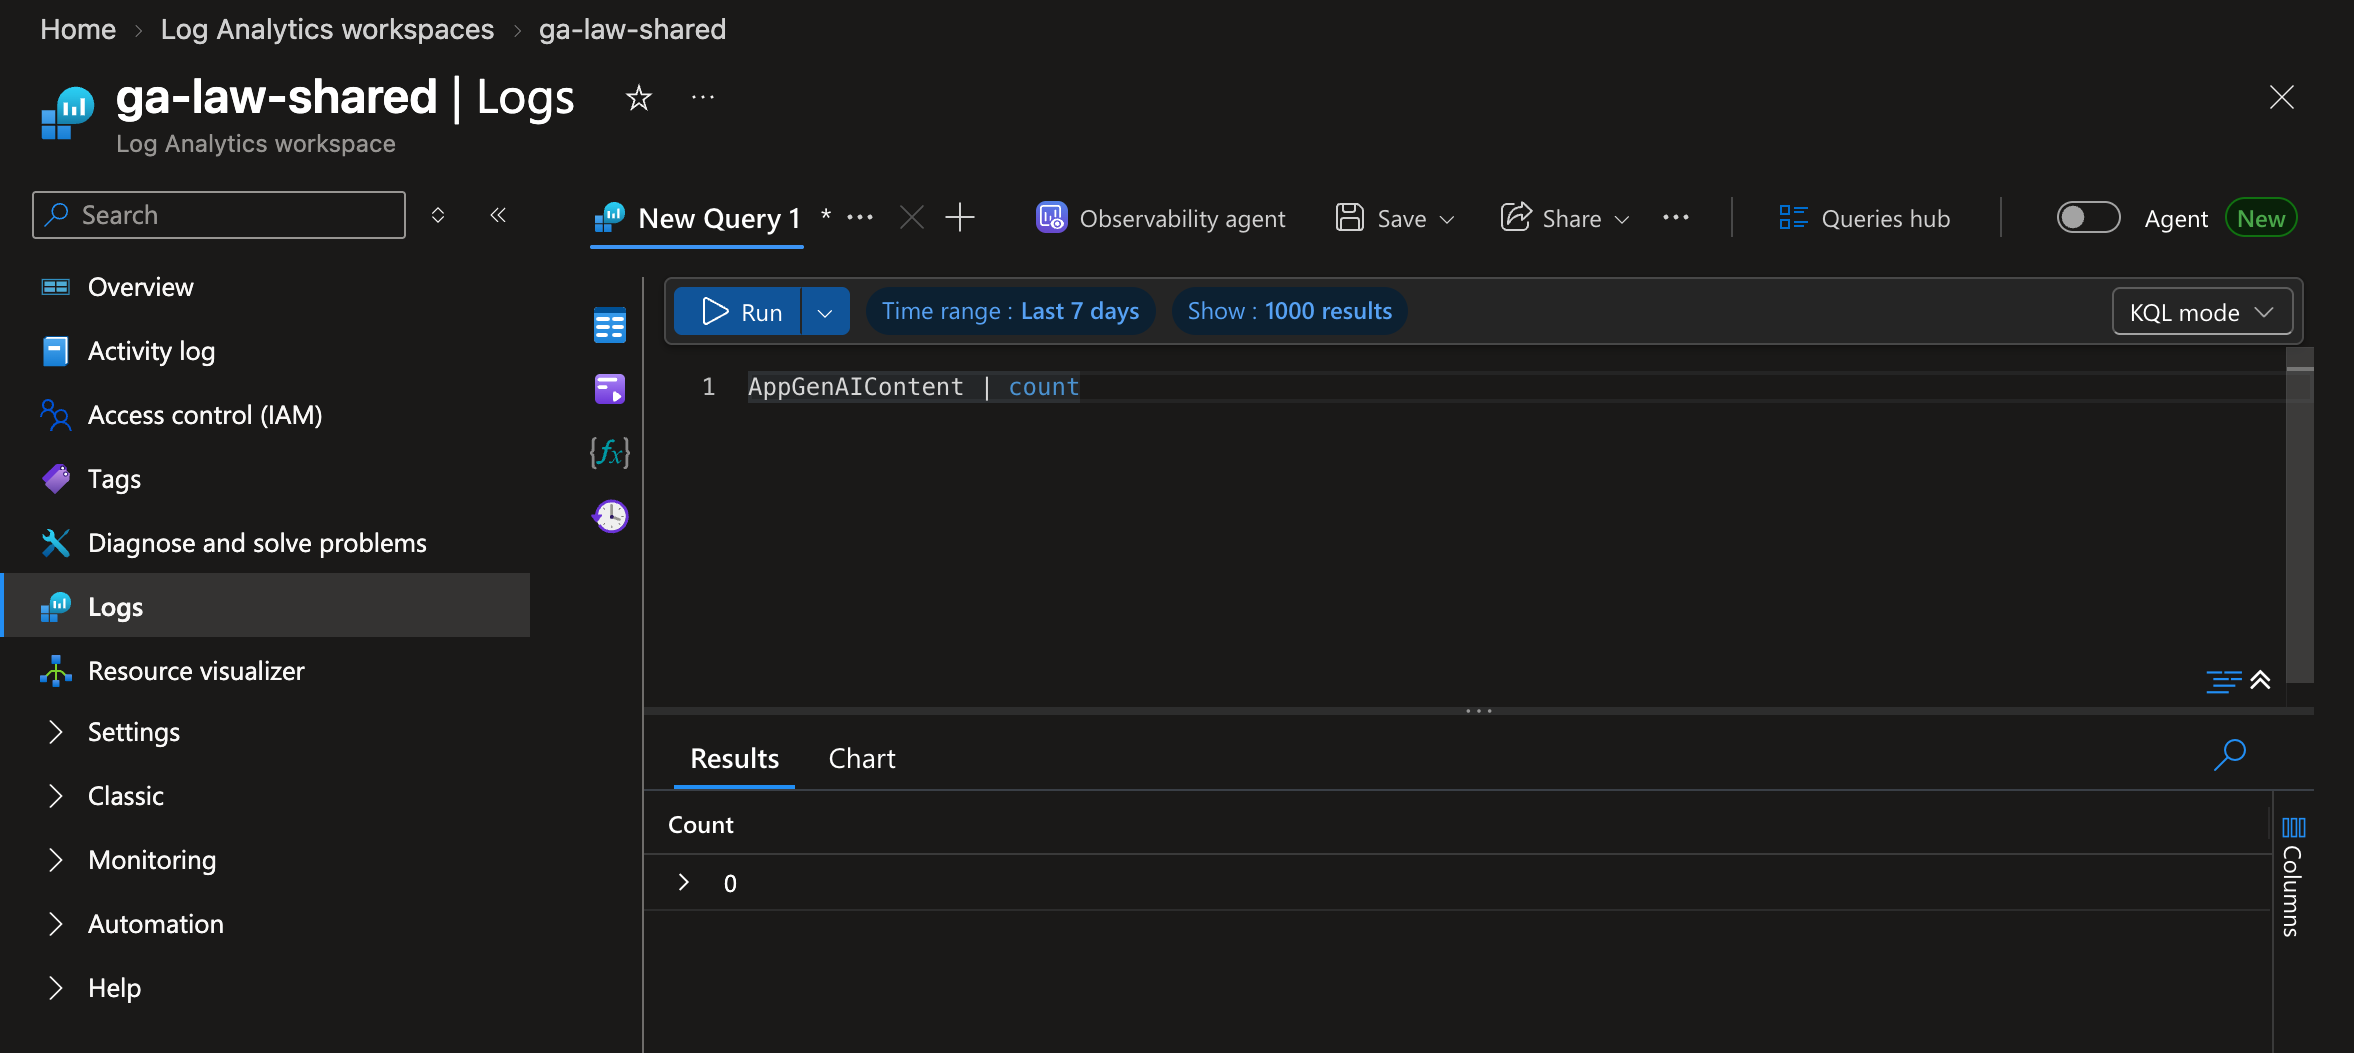 Home > Log Analytics workspaces > ga-law-shared
ga-law-shared | Logs
Log Analytics workspace
Search
Overview
Activity log
Access control (IAM)
Tags
Diagnose and solve problems
Logs
Resource visualizer
Settings
Classic
Monitoring
Automation
Help
New Query 1 *
Observability agent
Save
Share
Queries hub
Agent
New
Run
Time range : Last 7 days
Show : 1000 results
KQL mode
1 AppGenAIContent | count
{fx}
Results
Chart
Count
0
Columns